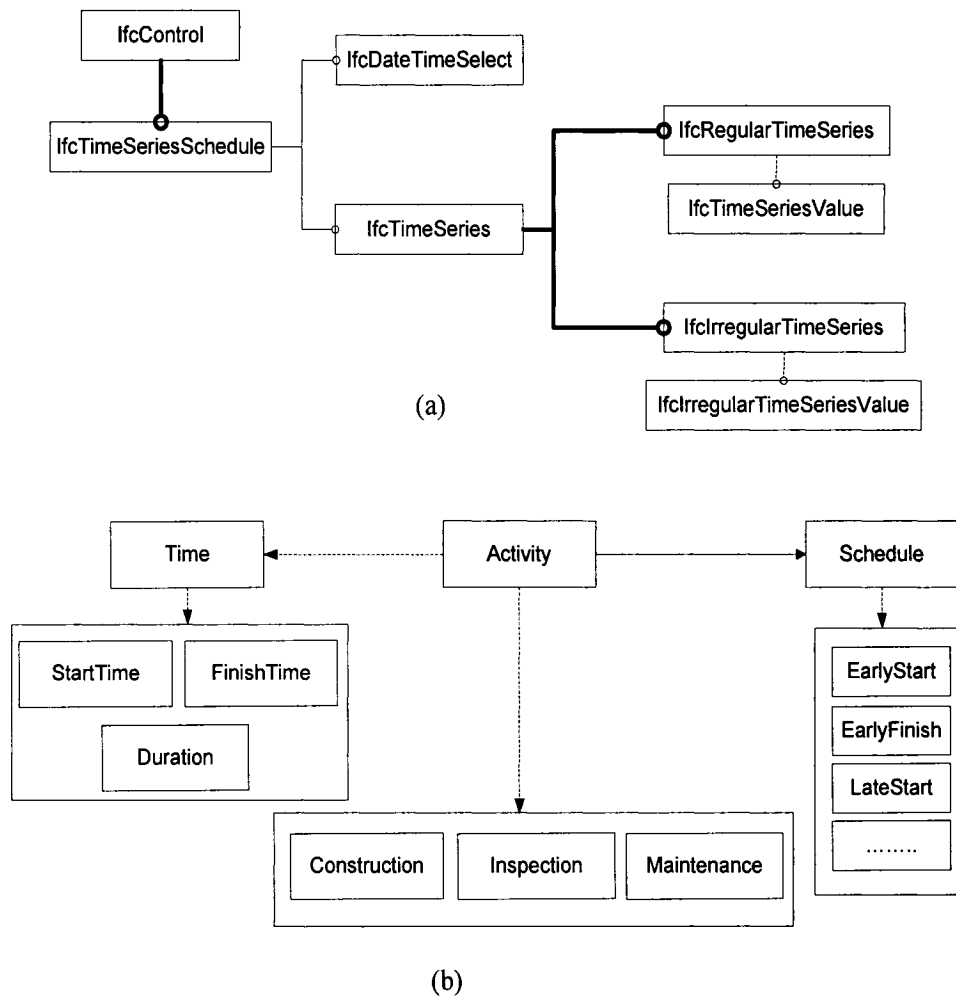 IfcControl
IfcDateTimeSelect
IfcTimeSeriesSchedule
IfcRegularTimeSeries
IfcTimeSeriesValue
IfcTimeSeries
IfcIrregularTimeSeries
IfcIrregularTimeSeriesValue
(a)
Time
Activity
Schedule
StartTime
FinishTime
Duration
EarlyStart
EarlyFinish
LateStart
........
Construction
Inspection
Maintenance
(b)